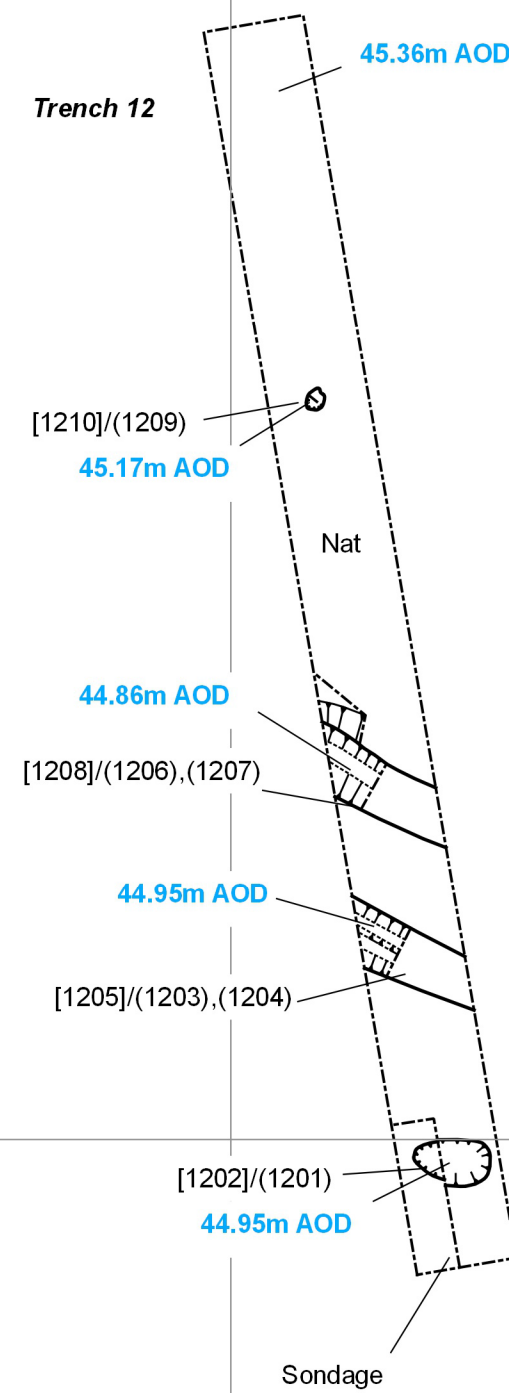 45.36m AOD
Trench 12
[1210]/(1209)
45.17m AOD
Nat
44.86m AOD
[1208]/(1206),(1207)
44.95m AOD
[1205]/(1203),(1204)
[1202]/(1201)
44.95m AOD
Sondage